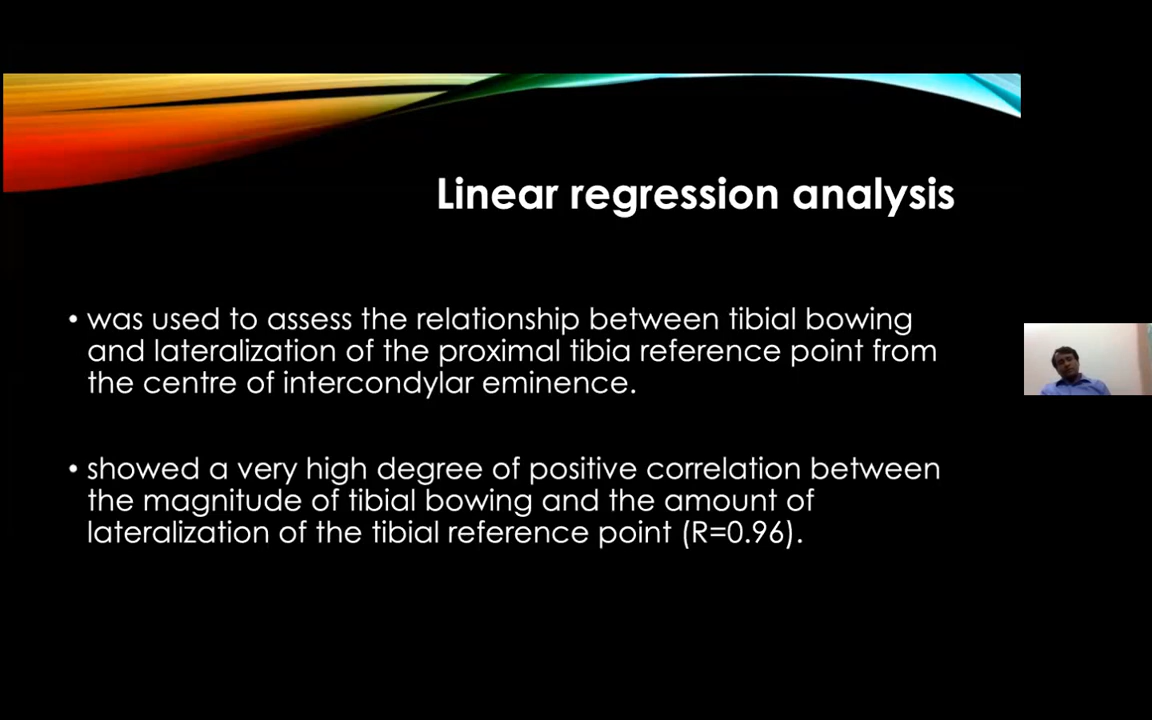 Linear regression analysis
• was used to assess the relationship between tibial bowing
and lateralization of the proximal tibia reference point from
the centre of intercondylar eminence.
• showed a very high degree of positive correlation between
the magnitude of tibial bowing and the amount of
lateralization of the tibial reference point (R=0.96).